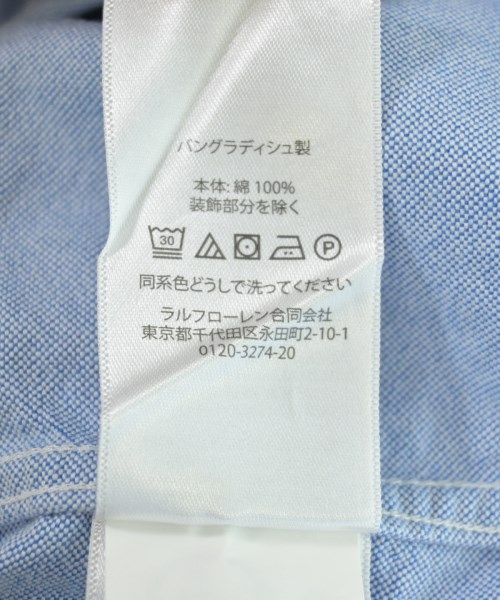 バングラディシュ製
本体: 綿 100%
装飾部分を除く
30 P
同系色どうしで洗ってください
ラルフローレン合同会社
東京都千代田区永田町2-10-1
0120-3274-20